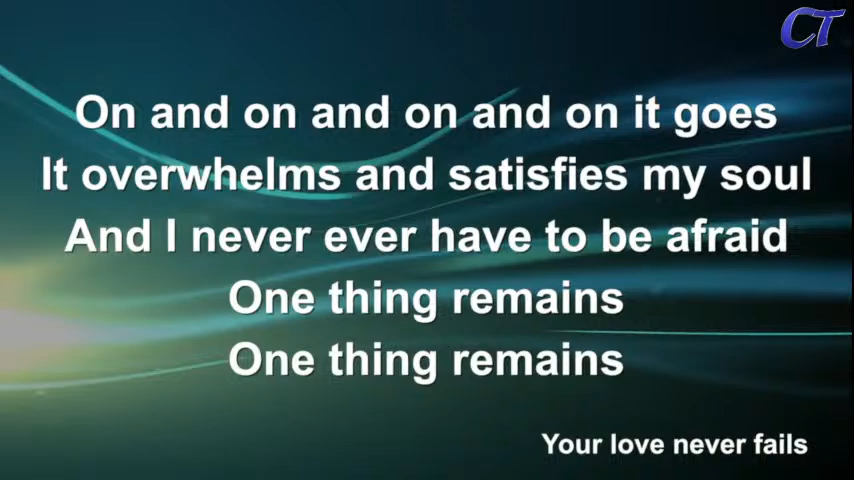 CT
On and on and on and on it goes
It overwhelms and satisfies my soul
And I never ever have to be afraid
One thing remains
One thing remains
Your love never fails